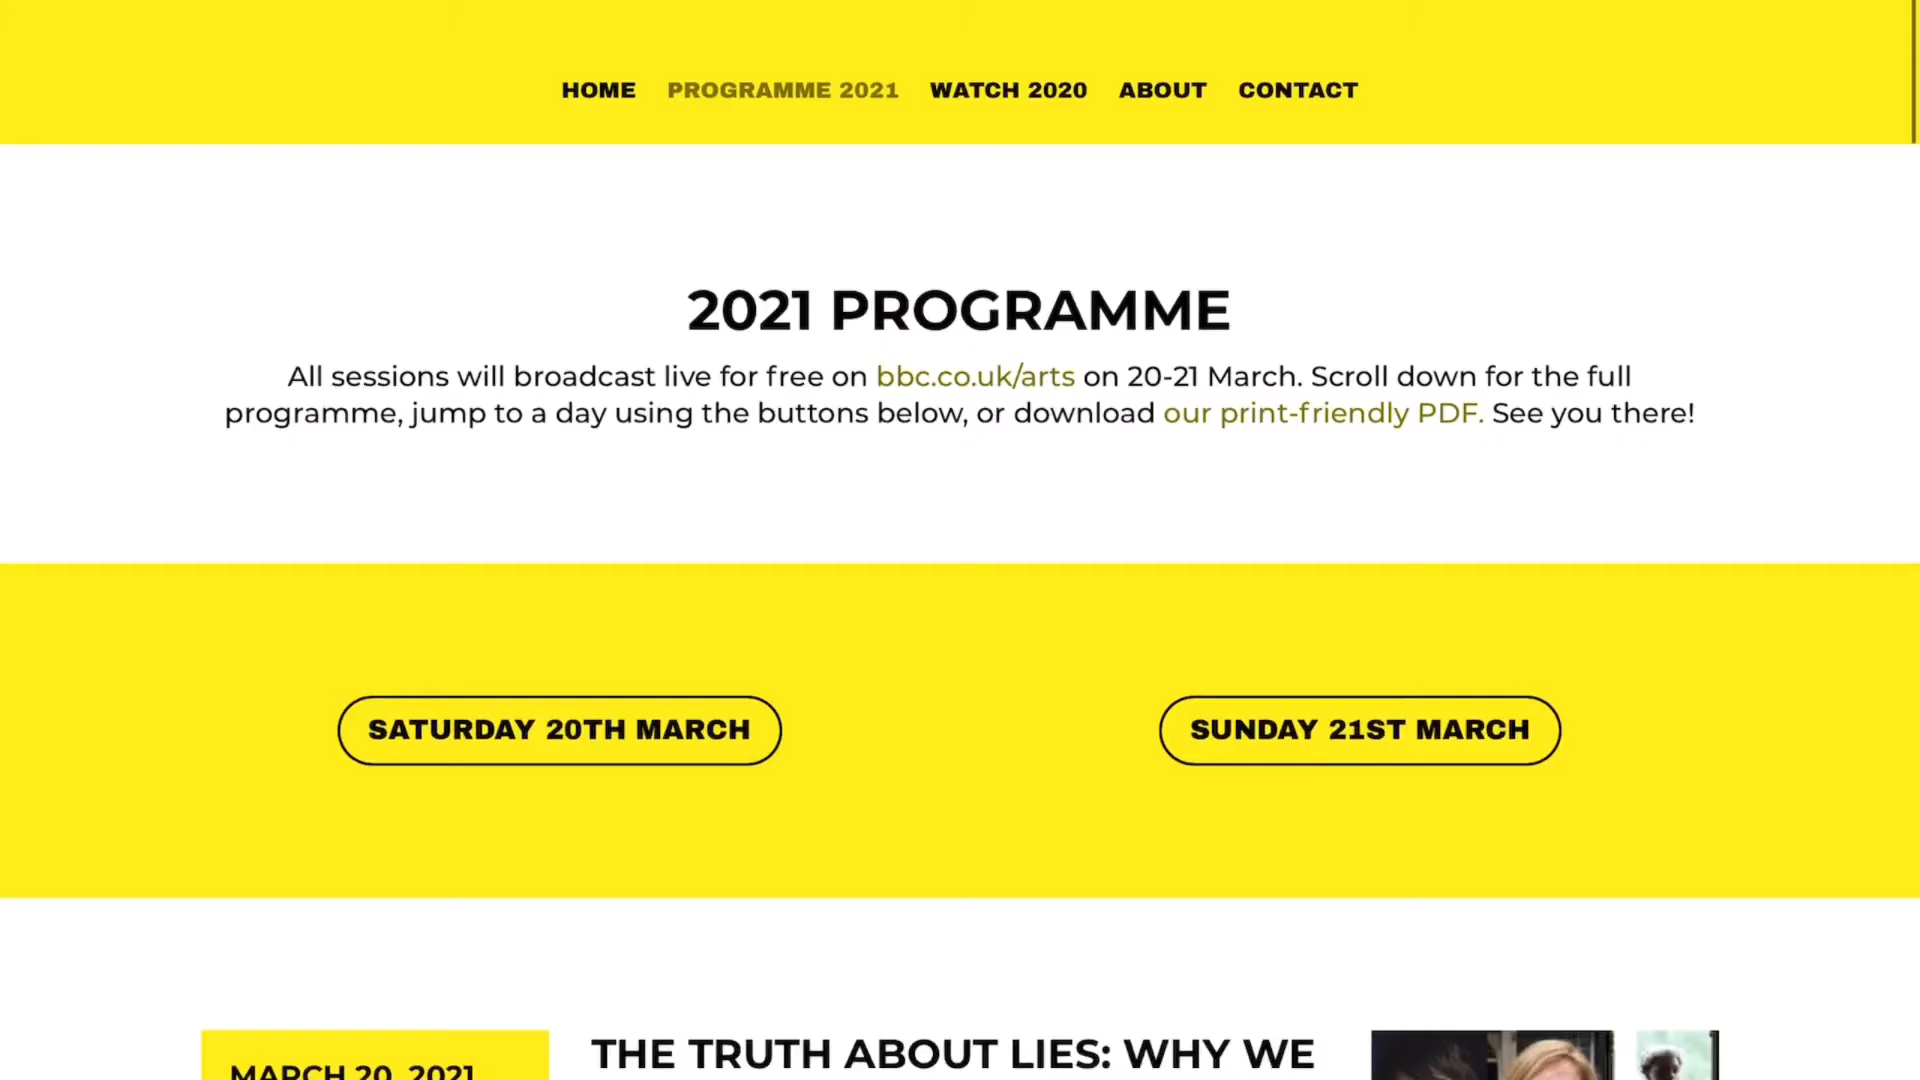 HOME PROGRAMME 2021 WATCH 2020 ABOUT CONTACT
2021 PROGRAMME
All sessions will broadcast live for free on bbc.co.uk/arts on 20-21 March. Scroll down for the full
programme, jump to a day using the buttons below, or download our print-friendly PDF. See you there!
SATURDAY 20TH MARCH
SUNDAY 21ST MARCH
MARCH 20, 2021
THE TRUTH ABOUT LIES: WHY WE